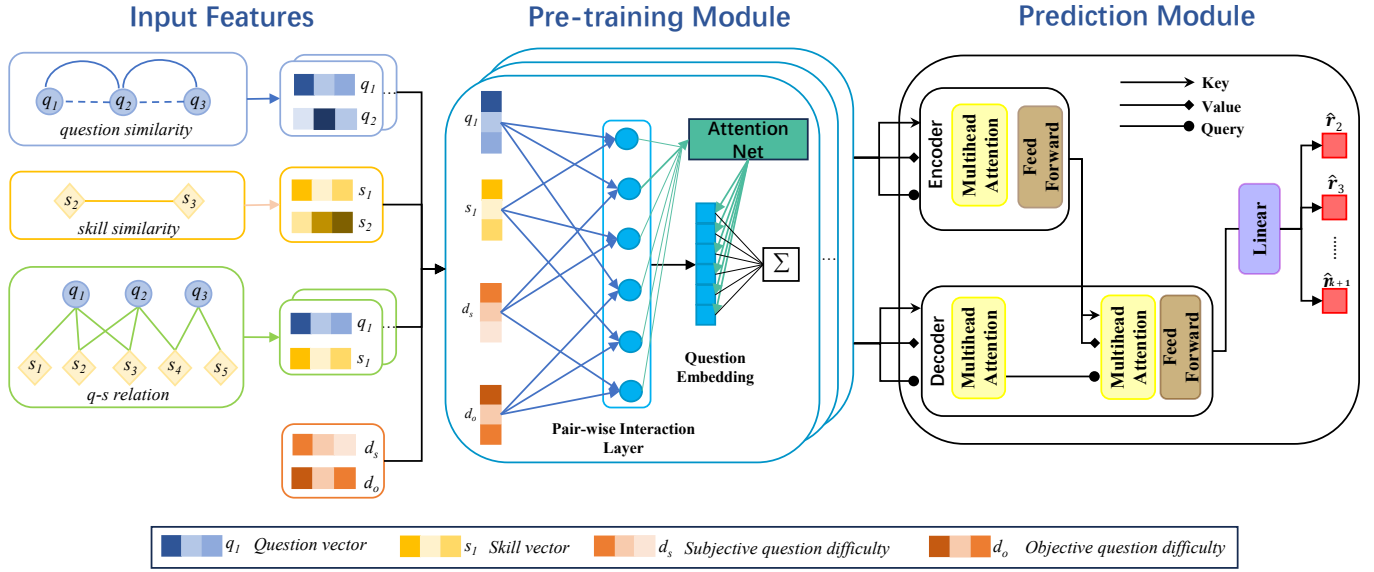 Input Features
Pre-training Module
Prediction Module
q1 q2 q3
question similarity
q1 ...
q2
s2 s3
skill similarity
s1
s2
q1 q2 q3
s1 s2 s3 s4 s5
q-s relation
q1 ...
s1
ds
do
q1
s1
ds
do
Attention
Net
Σ
...
Question
Embedding
Pair-wise Interaction
Layer
Key
Value
Query
Encoder
Multihead
Attention
Feed
Forward
Decoder
Multihead
Attention
Multihead
Attention
Feed
Forward
Linear
r̂2
r̂3
......
r̂k+1
q1 Question vector
s1 Skill vector
ds Subjective question difficulty
do Objective question difficulty